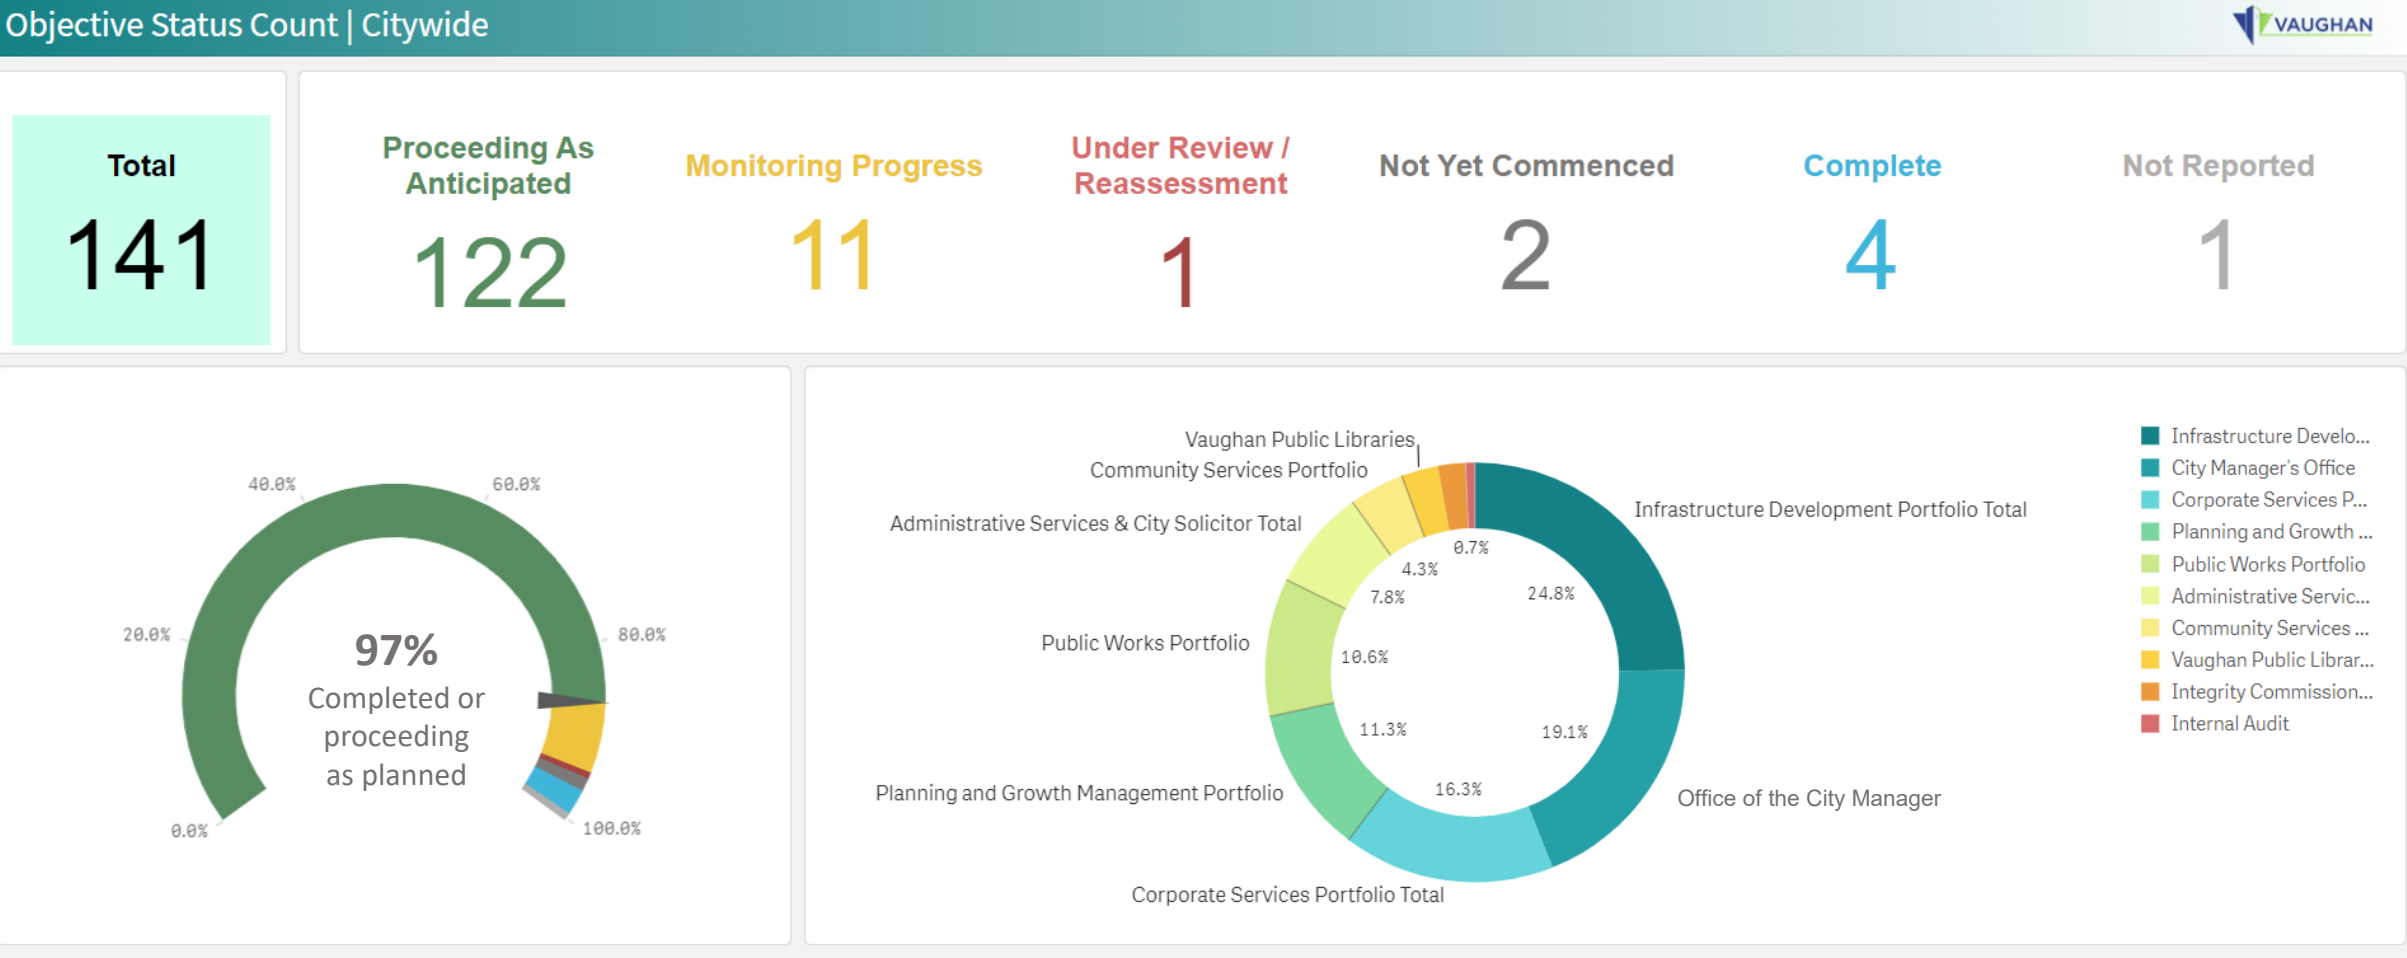 Objective Status Count | Citywide
VAUGHAN
Total
141
Proceeding As
Anticipated
122
Monitoring Progress
11
Under Review /
Reassessment
1
Not Yet Commenced
2
Complete
4
Not Reported
1
40.0%
60.0%
20.0%
80.0%
0.0%
100.0%
97%
Completed or
proceeding
as planned
Vaughan Public Libraries
Community Services Portfolio
Administrative Services & City Solicitor Total
Public Works Portfolio
Planning and Growth Management Portfolio
Corporate Services Portfolio Total
Office of the City Manager
Infrastructure Development Portfolio Total
0.7%
4.3%
7.8%
10.6%
11.3%
16.3%
19.1%
24.8%
Infrastructure Develo...
City Manager's Office
Corporate Services P...
Planning and Growth ...
Public Works Portfolio
Administrative Servic...
Community Services ...
Vaughan Public Librar...
Integrity Commission...
Internal Audit